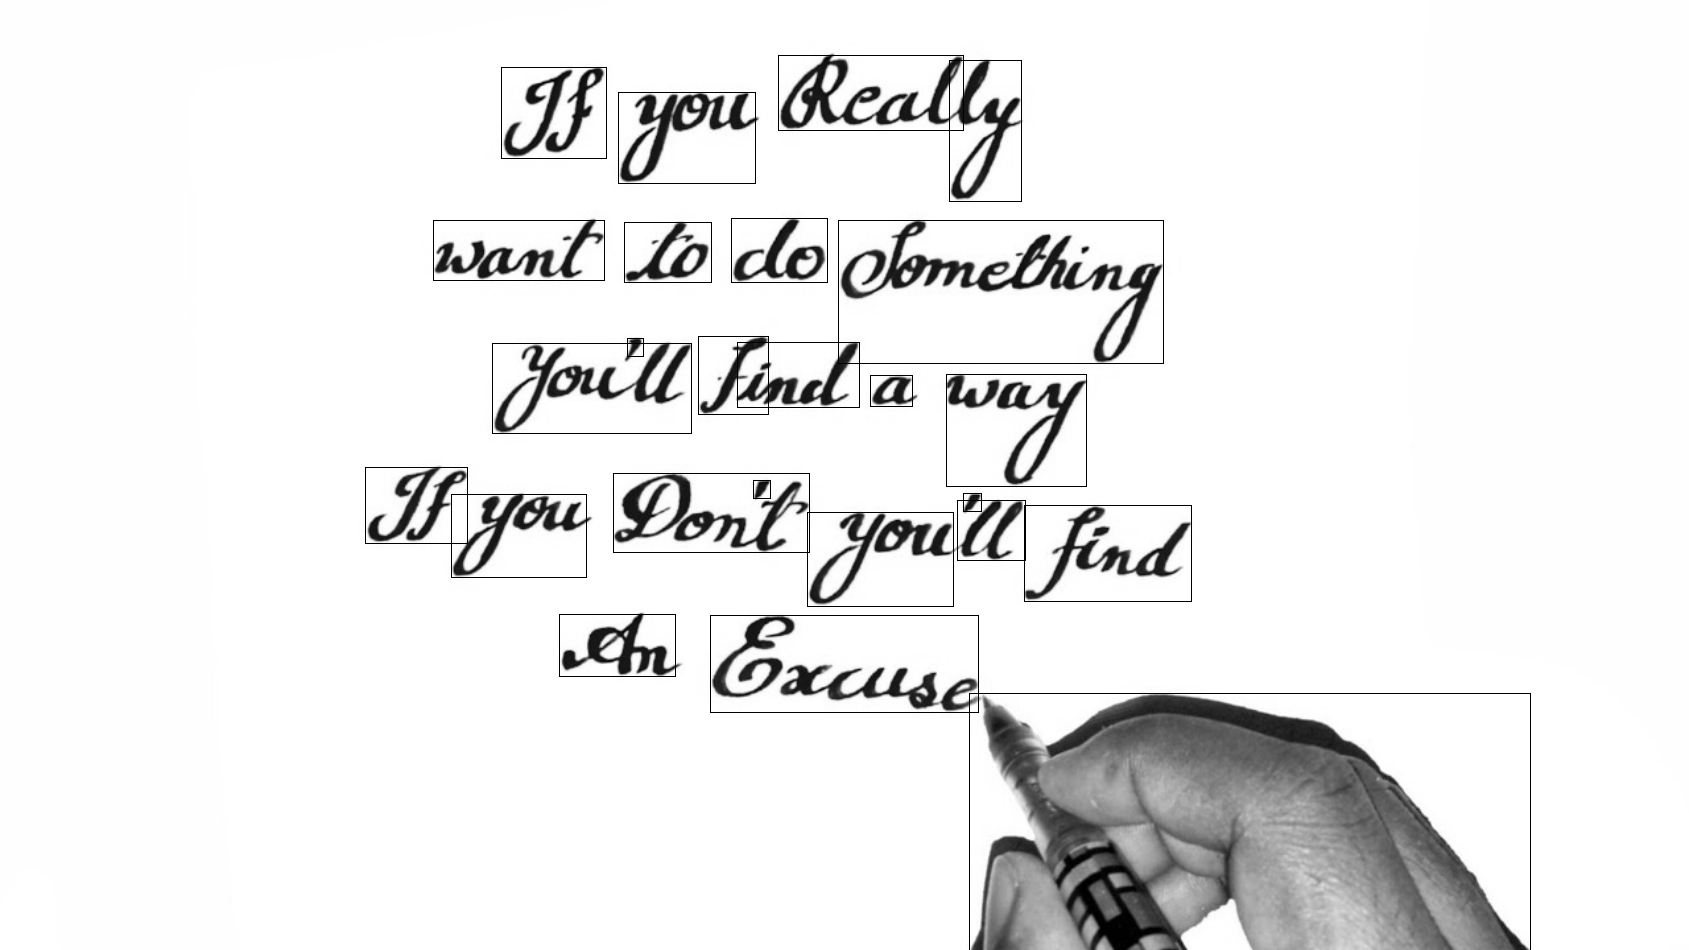 If you Really
want to do Something
you'll find a way
If you Don't you'll find
An Excuse